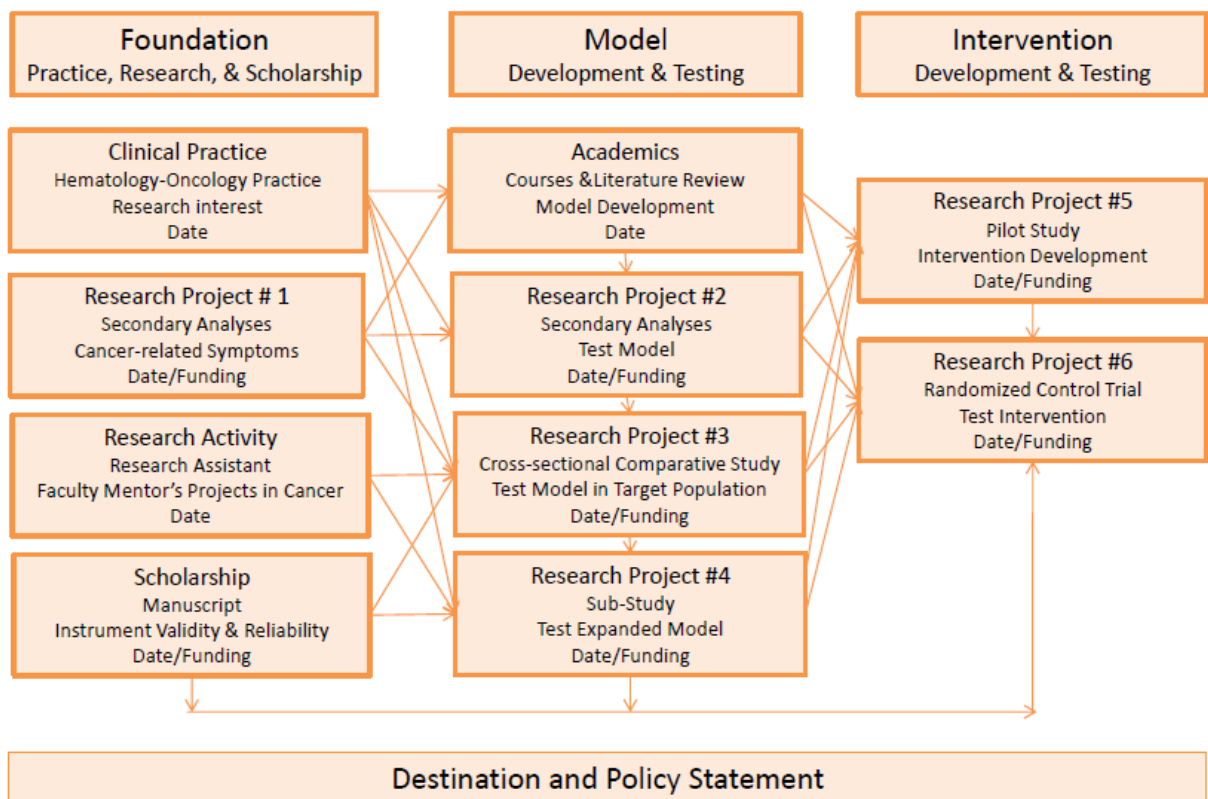 Foundation
Practice, Research, & Scholarship
Model
Development & Testing
Intervention
Development & Testing
Clinical Practice
Hematology-Oncology Practice
Research interest
Date
Research Project # 1
Secondary Analyses
Cancer-related Symptoms
Date/Funding
Research Activity
Research Assistant
Faculty Mentor's Projects in Cancer
Date
Scholarship
Manuscript
Instrument Validity & Reliability
Date/Funding
Academics
Courses &Literature Review
Model Development
Date
Research Project #2
Secondary Analyses
Test Model
Date/Funding
Research Project #3
Cross-sectional Comparative Study
Test Model in Target Population
Date/Funding
Research Project #4
Sub-Study
Test Expanded Model
Date/Funding
Research Project #5
Pilot Study
Intervention Development
Date/Funding
Research Project #6
Randomized Control Trial
Test Intervention
Date/Funding
Destination and Policy Statement